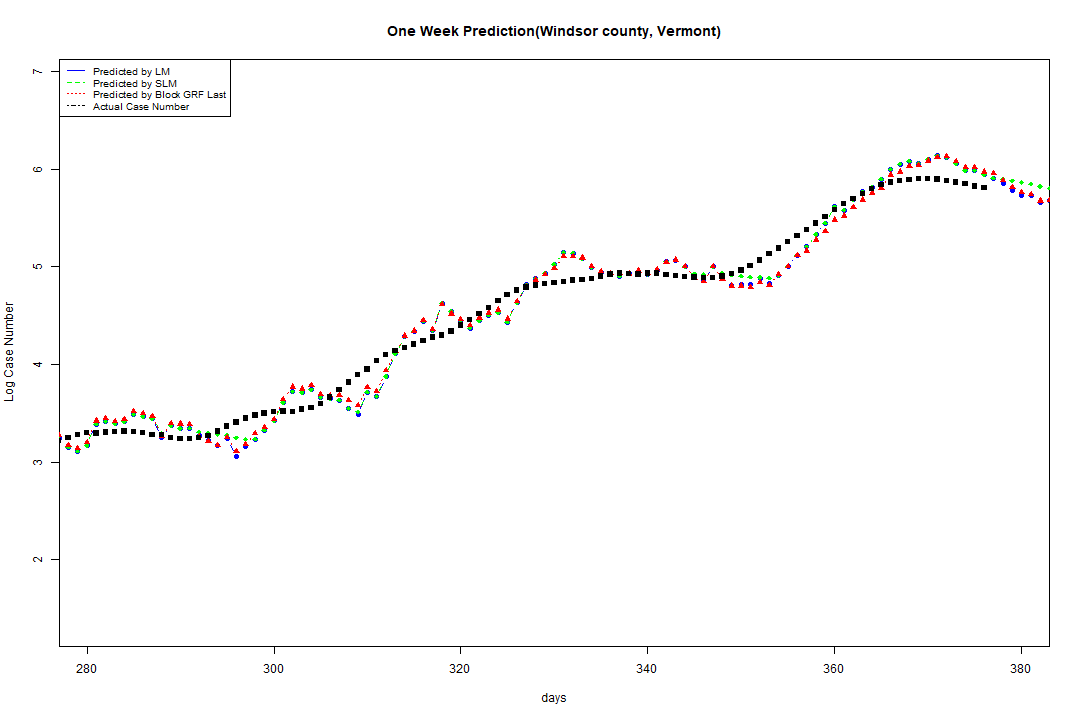 One Week Prediction(Windsor county, Vermont)
Predicted by LM
Predicted by SLM
Predicted by Block GRF Last
Actual Case Number
7
6
5
4
3
2
Log Case Number
280 300 320 340 360 380
days